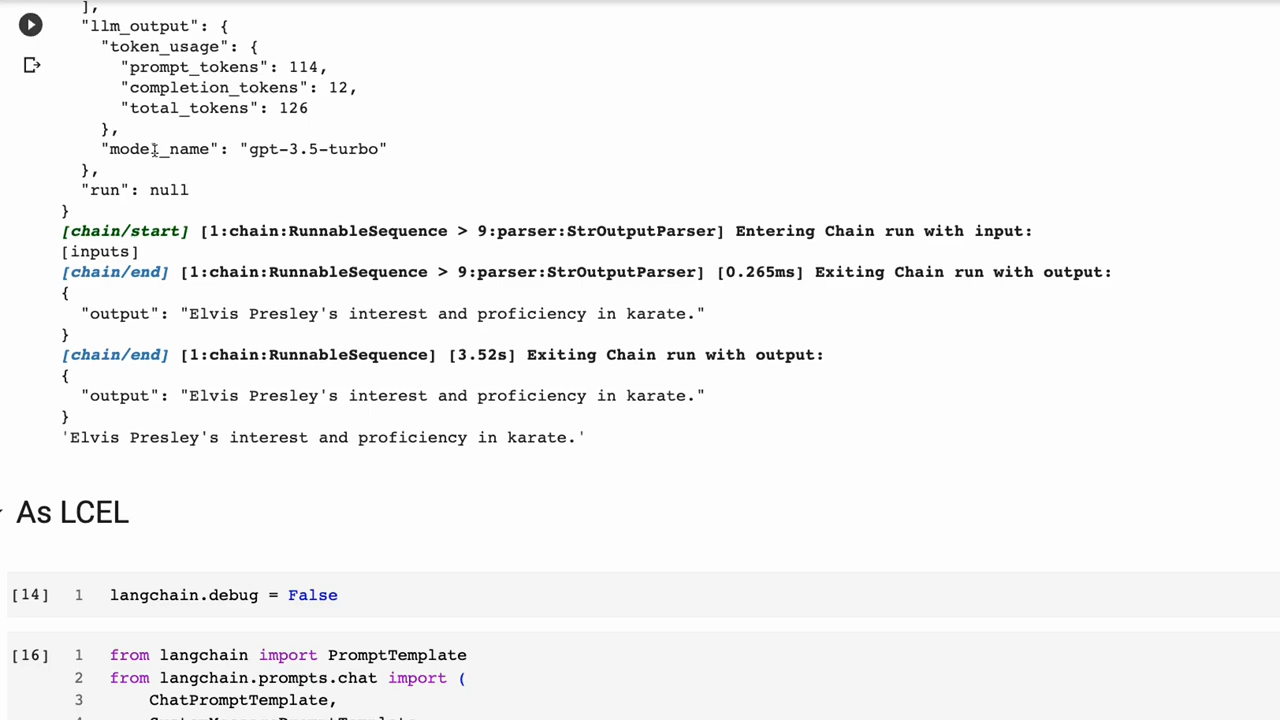 ],
"llm_output": {
"token_usage": {
"prompt_tokens": 114,
"completion_tokens": 12,
"total_tokens": 126
},
"model_name": "gpt-3.5-turbo"
},
"run": null
}
[chain/start] [1:chain:RunnableSequence > 9:parser:StrOutputParser] Entering Chain run with input:
[inputs]
[chain/end] [1:chain:RunnableSequence > 9:parser:StrOutputParser] [0.265ms] Exiting Chain run with output:
{
"output": "Elvis Presley's interest and proficiency in karate."
}
[chain/end] [1:chain:RunnableSequence] [3.52s] Exiting Chain run with output:
{
"output": "Elvis Presley's interest and proficiency in karate."
}
'Elvis Presley's interest and proficiency in karate.'
As LCEL
[14] 1 langchain.debug = False
[16] 1 from langchain import PromptTemplate
2 from langchain.prompts.chat import (
3 ChatPromptTemplate,